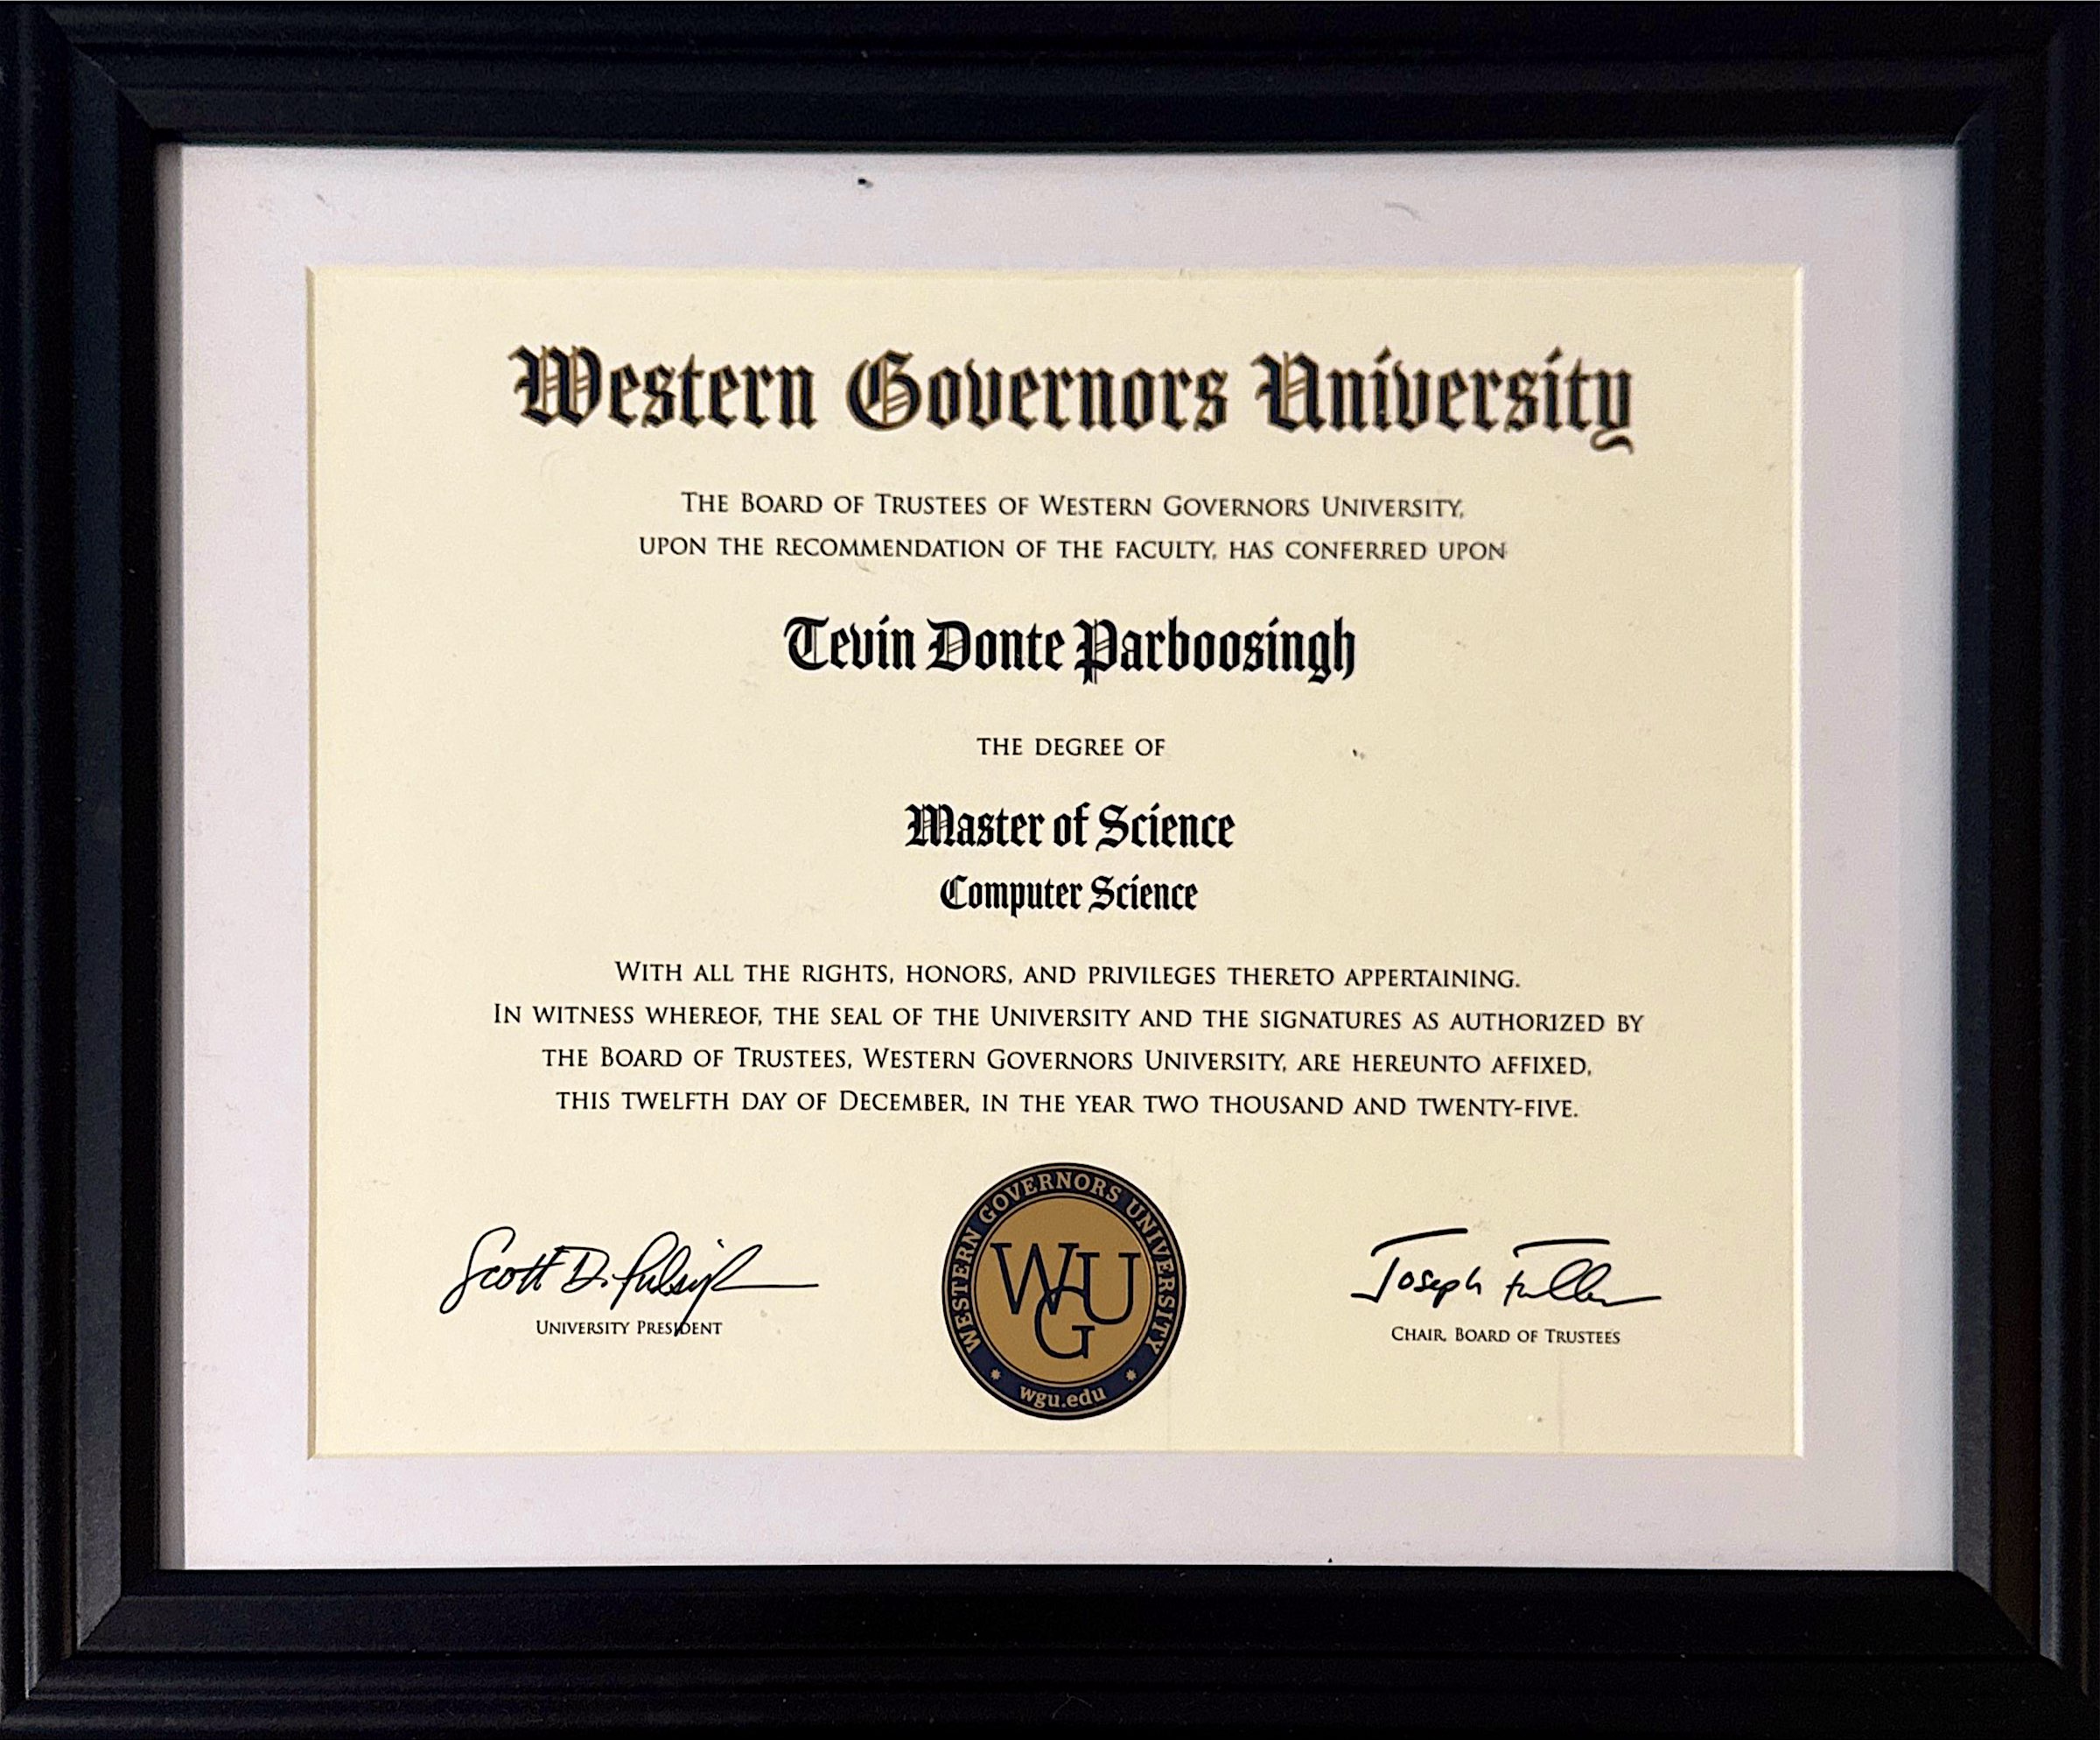 Western Governors University
The Board of Trustees of Western Governors University,
upon the recommendation of the faculty, has conferred upon
Tevin Donte Parboosingh
the degree of
Master of Science
Computer Science
With all the rights, honors, and privileges thereto appertaining.
In witness whereof, the seal of the University and the signatures as authorized by
the Board of Trustees, Western Governors University, are hereunto affixed,
this twelfth day of December, in the year two thousand and twenty-five.
Scott D. Pulsipher
University President
WESTERN GOVERNORS UNIVERSITY
WGU
wgu.edu
Joseph Fuller
Chair, Board of Trustees